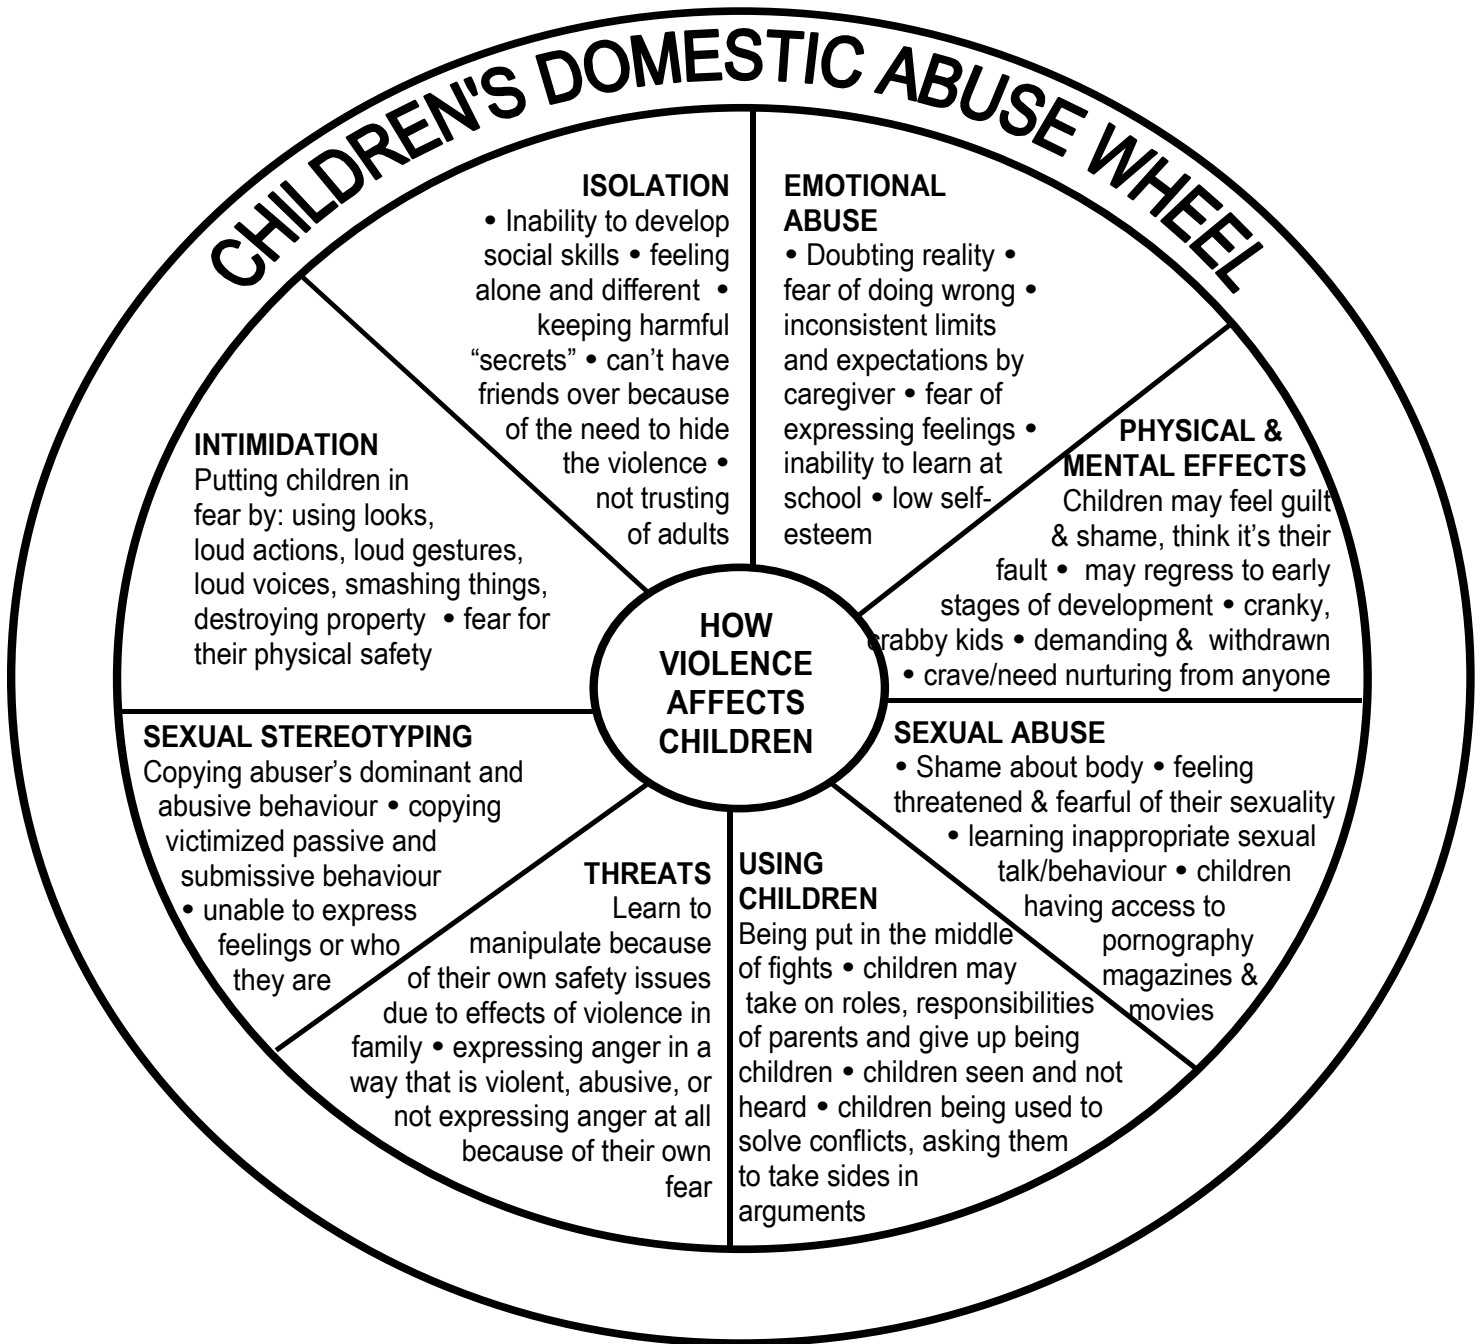 CHILDREN'S DOMESTIC ABUSE WHEEL
ISOLATION
• Inability to develop
social skills • feeling
alone and different •
keeping harmful
“secrets” • can’t have
friends over because
of the need to hide
the violence •
not trusting
of adults
EMOTIONAL
ABUSE
• Doubting reality •
fear of doing wrong •
inconsistent limits
and expectations by
caregiver • fear of
expressing feelings •
inability to learn at
school • low self-
esteem
PHYSICAL &
MENTAL EFFECTS
Children may feel guilt
& shame, think it’s their
fault • may regress to early
stages of development • cranky,
crabby kids • demanding & withdrawn
• crave/need nurturing from anyone
SEXUAL ABUSE
• Shame about body • feeling
threatened & fearful of their sexuality
• learning inappropriate sexual
talk/behaviour • children
having access to
pornography
magazines &
movies
USING
CHILDREN
Being put in the middle
of fights • children may
take on roles, responsibilities
of parents and give up being
children • children seen and not
heard • children being used to
solve conflicts, asking them
to take sides in
arguments
THREATS
Learn to
manipulate because
of their own safety issues
due to effects of violence in
family • expressing anger in a
way that is violent, abusive, or
not expressing anger at all
because of their own
fear
SEXUAL STEREOTYPING
Copying abuser’s dominant and
abusive behaviour • copying
victimized passive and
submissive behaviour
• unable to express
feelings or who
they are
INTIMIDATION
Putting children in
fear by: using looks,
loud actions, loud gestures,
loud voices, smashing things,
destroying property • fear for
their physical safety
HOW
VIOLENCE
AFFECTS
CHILDREN